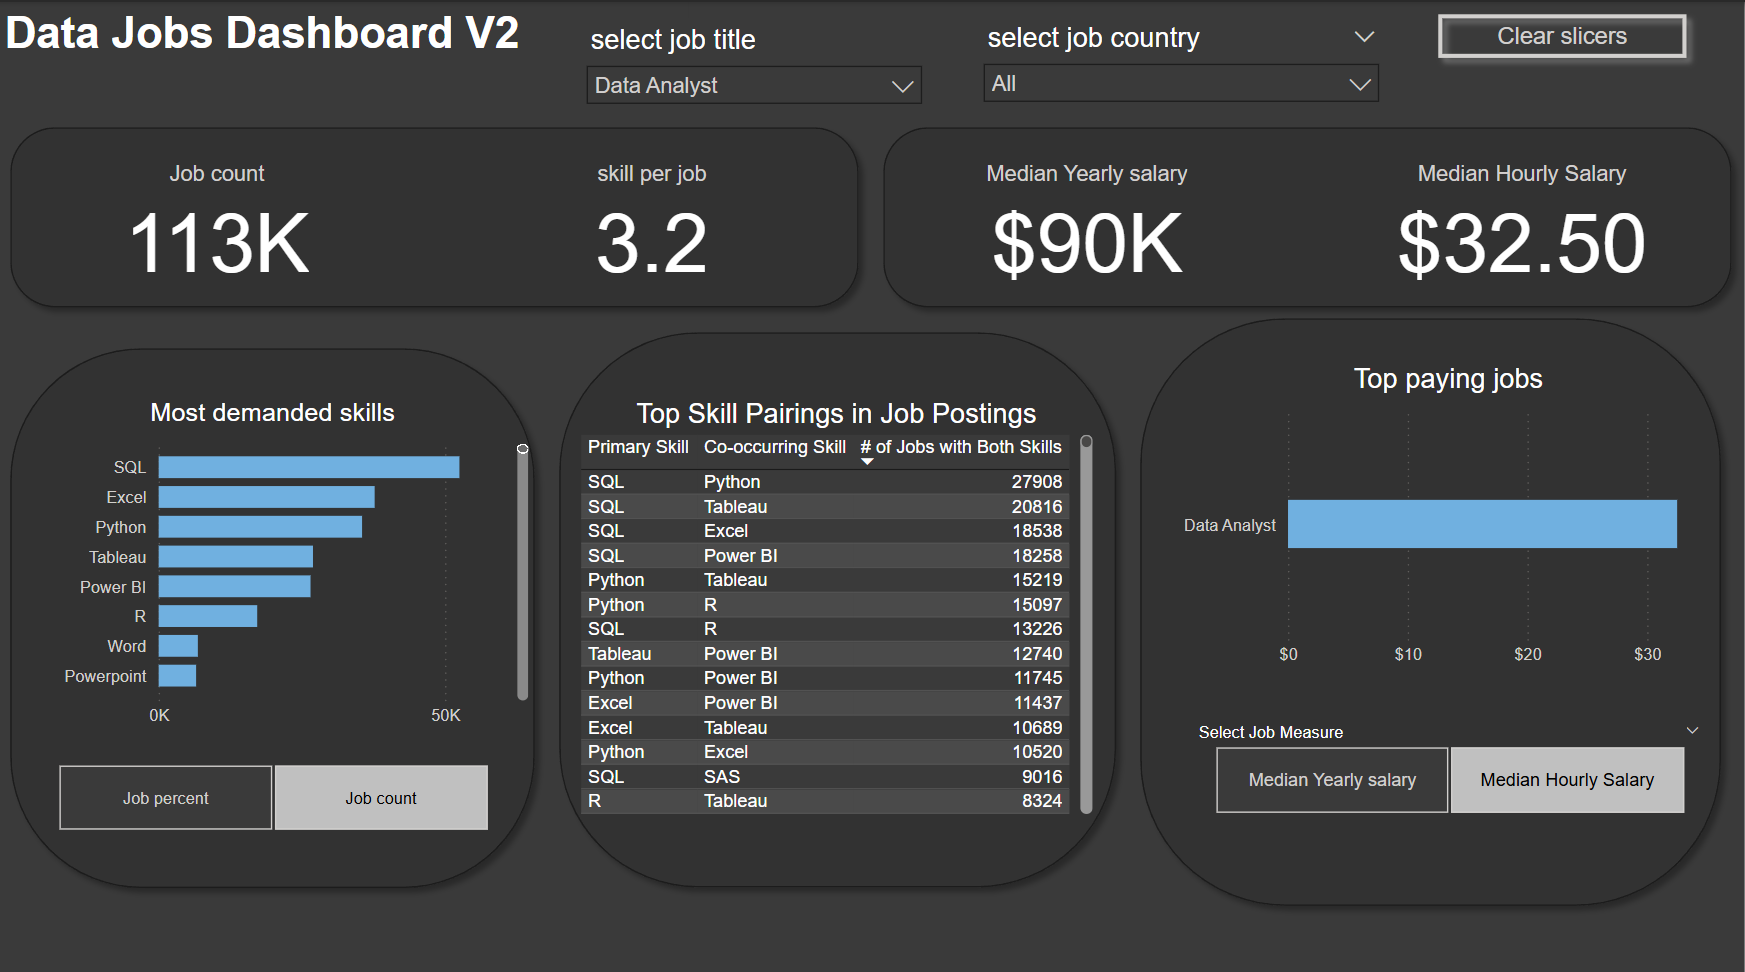 Data Jobs Dashboard V2
select job title
Data Analyst
select job country
All
Clear slicers
Job count
113K
skill per job
3.2
Median Yearly salary
$90K
Median Hourly Salary
$32.50
Most demanded skills
SQL
Excel
Python
Tableau
Power BI
R
Word
Powerpoint
0K 50K
Job percent
Job count
Top Skill Pairings in Job Postings
Primary Skill Co-occurring Skill # of Jobs with Both Skills
SQL Python 27908
SQL Tableau 20816
SQL Excel 18538
SQL Power BI 18258
Python Tableau 15219
Python R 15097
SQL R 13226
Tableau Power BI 12740
Python Power BI 11745
Excel Power BI 11437
Excel Tableau 10689
Python Excel 10520
SQL SAS 9016
R Tableau 8324
Top paying jobs
Data Analyst
$0 $10 $20 $30
Select Job Measure
Median Yearly salary
Median Hourly Salary